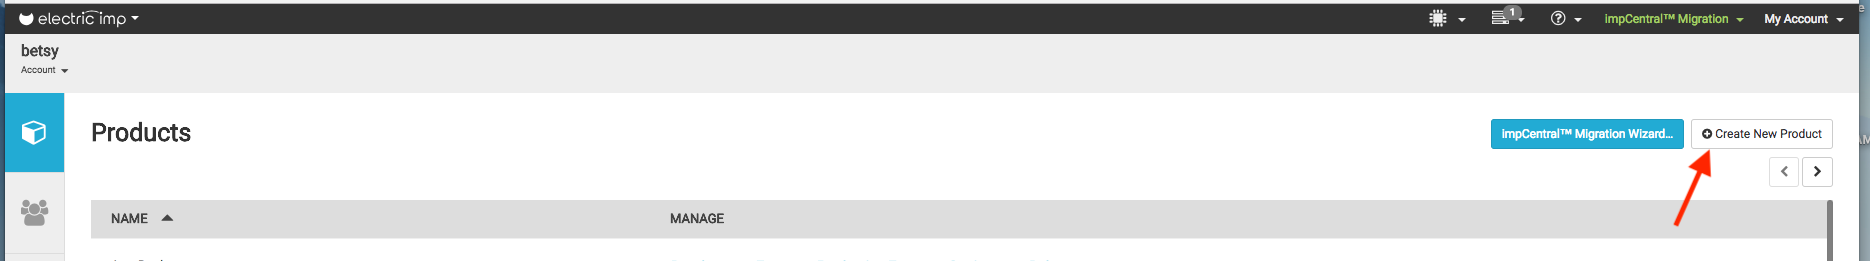 electric imp
1
impCentral™ Migration
My Account
betsy
Account
Products
impCentral™ Migration Wizard...
Create New Product
NAME
MANAGE